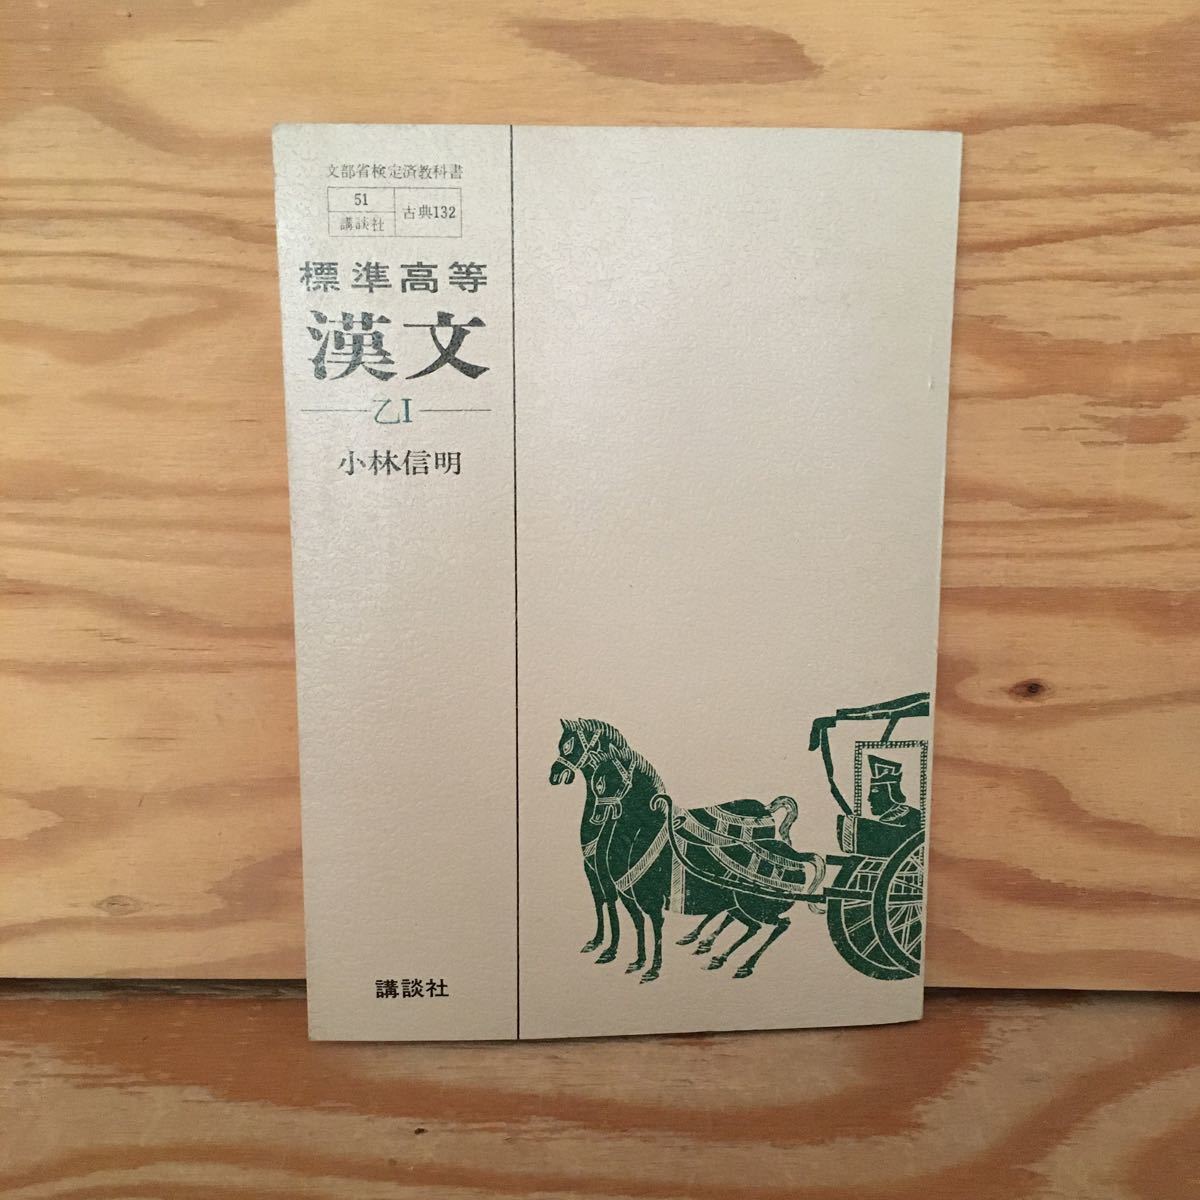 文部省検定済教科書
51
講談社
古典132
標準高等
漢文
乙I
小林信明
講談社